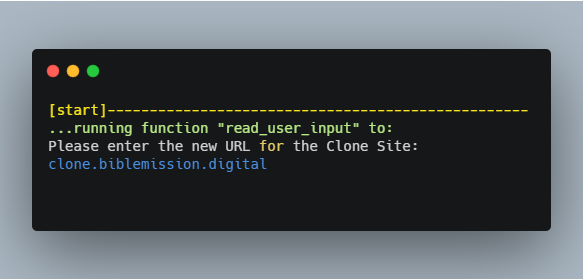 [start]--------------------------------------------------
...running function "read_user_input" to:
Please enter the new URL for the Clone Site:
clone.biblemission.digital